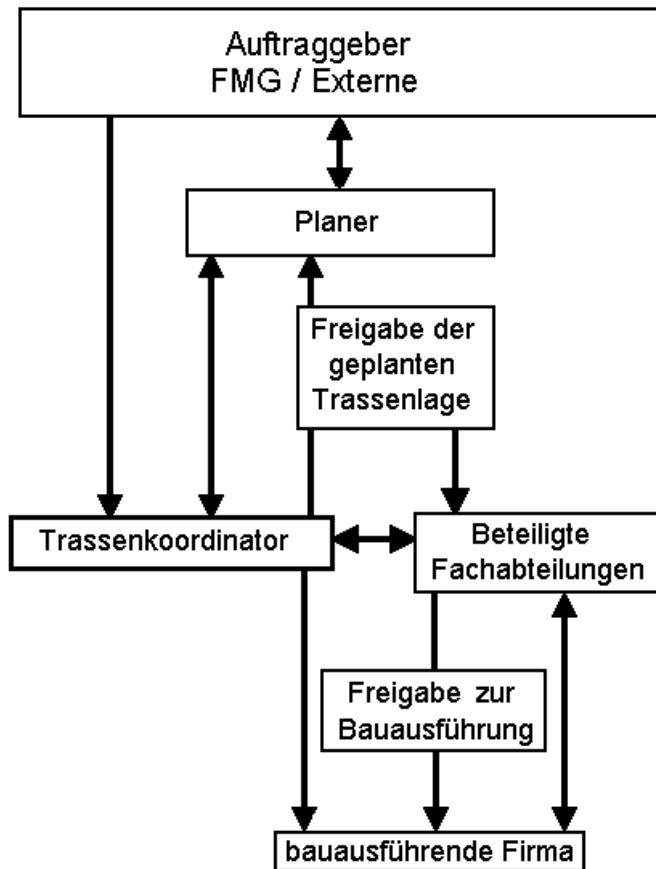 Auftraggeber
FMG / Externe
Planer
Freigabe der
geplanten
Trassenlage
Trassenkoordinator
Beteiligte
Fachabteilungen
Freigabe zur
Bauausführung
bauausführende Firma